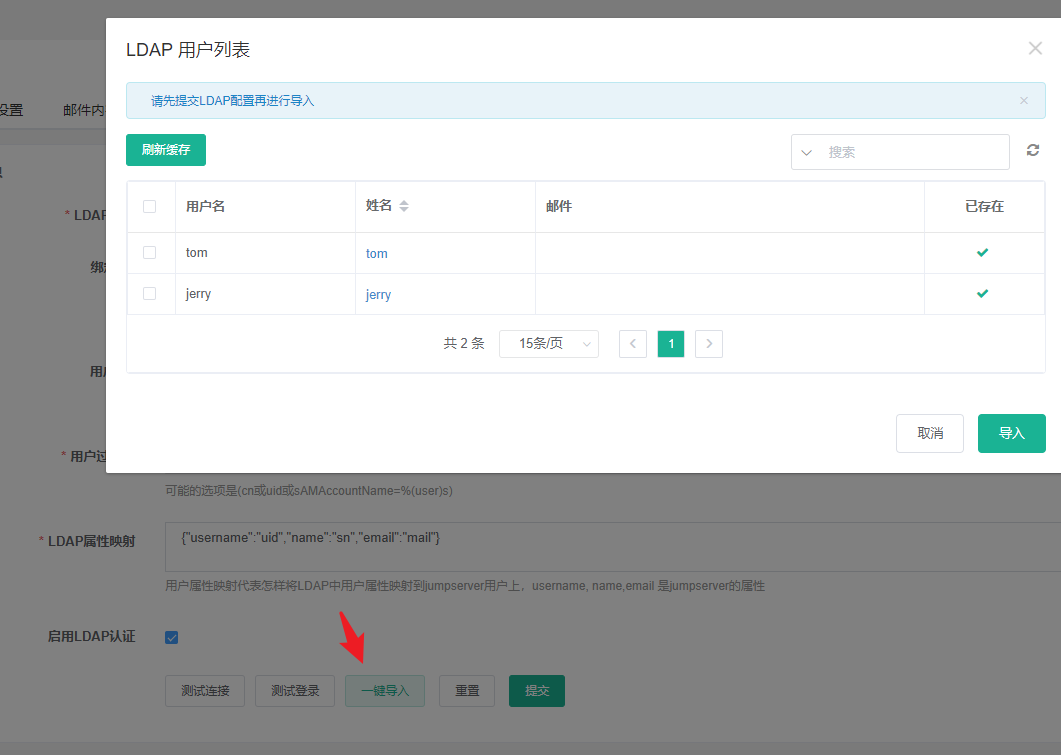 LDAP 用户列表
请先提交LDAP配置再进行导入
设置
邮件内
刷新缓存
搜索
用户名
姓名
邮件
已存在
* LDAP
tom
tom
jerry
jerry
共 2 条
15条/页
1
取消
导入
* 用户过
可能的选项是(cn或uid或sAMAccountName=%(user)s)
* LDAP属性映射
{"username":"uid","name":"sn","email":"mail"}
用户属性映射代表怎样将LDAP中用户属性映射到jumpserver用户上，username, name,email 是jumpserver的属性
启用LDAP认证
测试连接
测试登录
一键导入
重置
提交